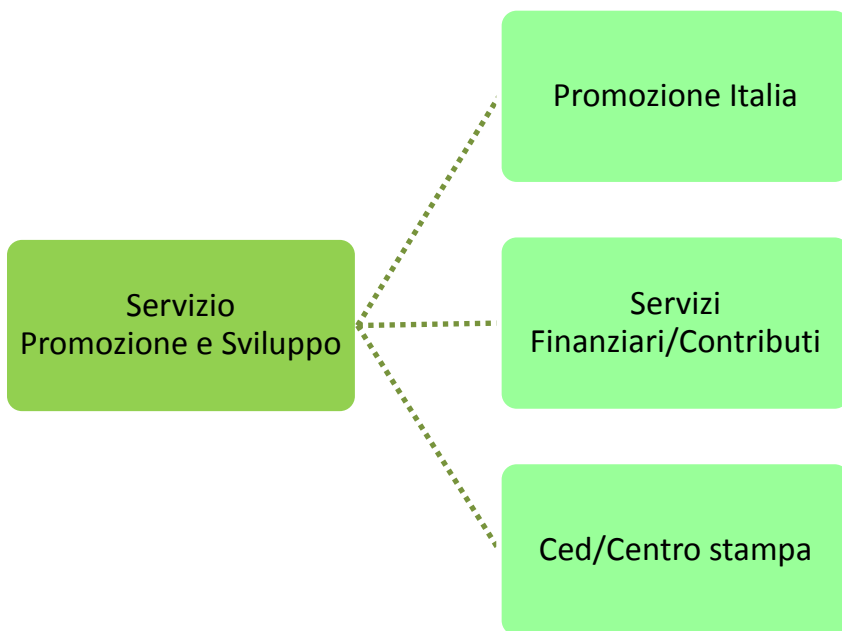 Promozione Italia
Servizio
Promozione e Sviluppo
Servizi
Finanziari/Contributi
Ced/Centro stampa